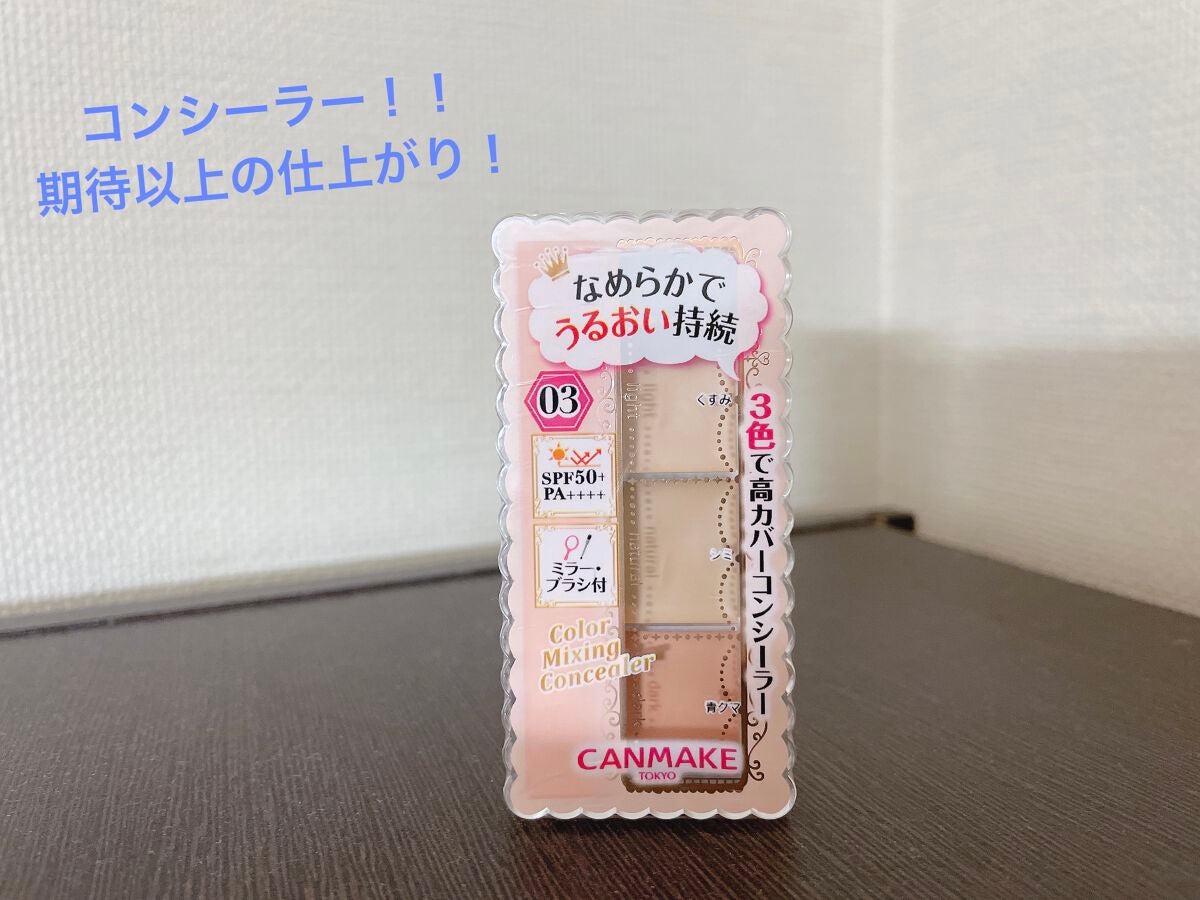 コンシーラー！！
期待以上の仕上がり！
なめらかで
うるおい持続
03
SPF50+
PA++++
ミラー・
ブラシ付
Color
Mixing
Concealer
light
くすみ
natural
シミ
dark
青クマ
3色で高カバーコンシーラー
CANMAKE
TOKYO